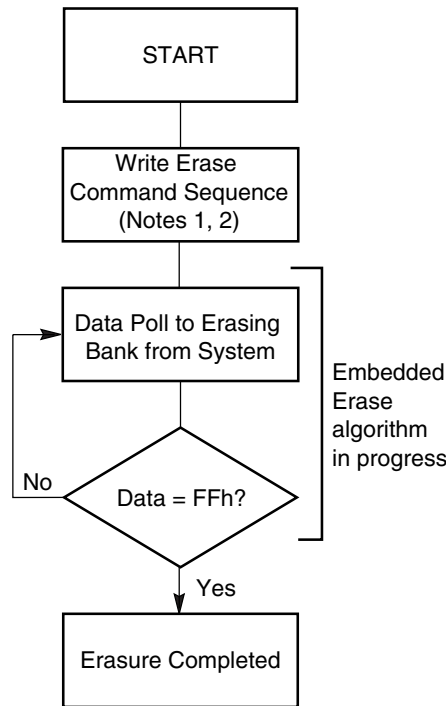 START
Write Erase
Command Sequence
(Notes 1, 2)
Data Poll to Erasing
Bank from System
Embedded
Erase
algorithm
in progress
No
Data = FFh?
Yes
Erasure Completed